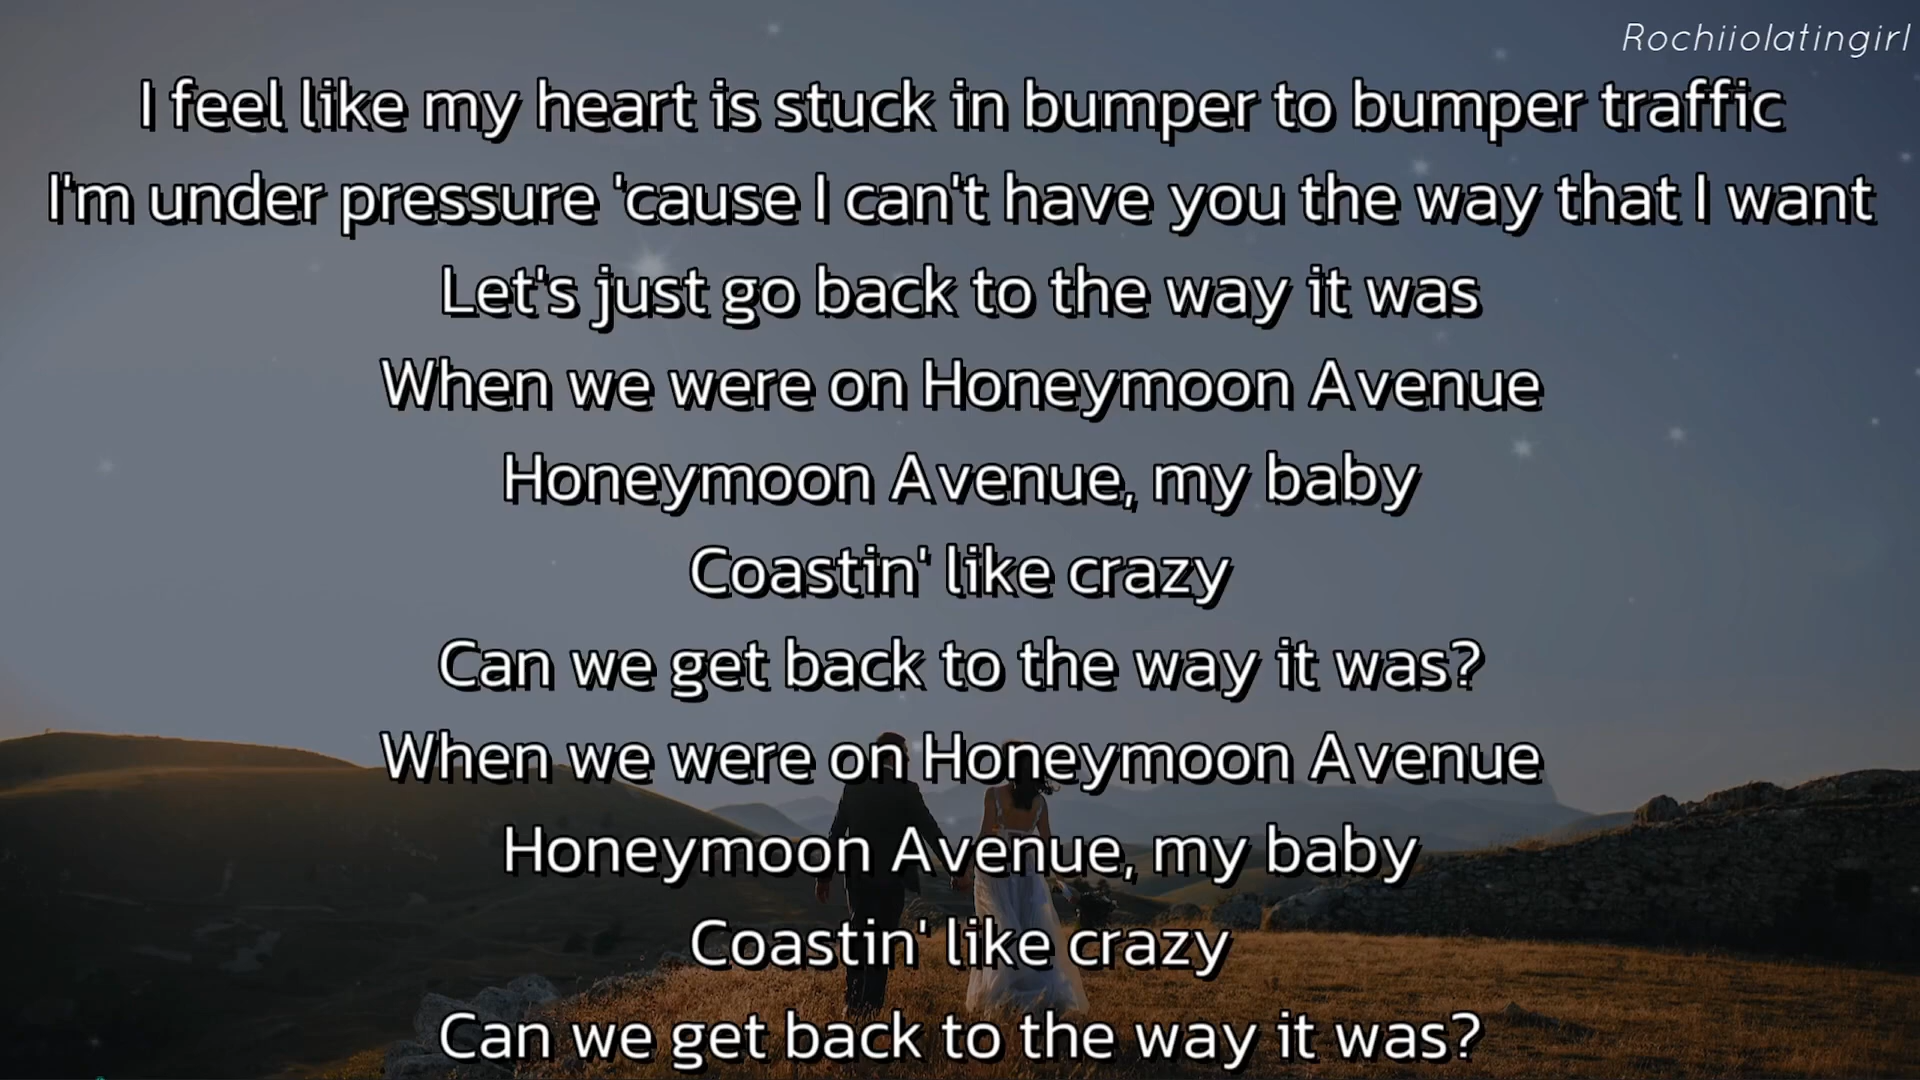 Rochiiolatingirl
I feel like my heart is stuck in bumper to bumper traffic
I'm under pressure 'cause I can't have you the way that I want
Let's just go back to the way it was
When we were on Honeymoon Avenue
Honeymoon Avenue, my baby
Coastin' like crazy
Can we get back to the way it was?
When we were on Honeymoon Avenue
Honeymoon Avenue, my baby
Coastin' like crazy
Can we get back to the way it was?